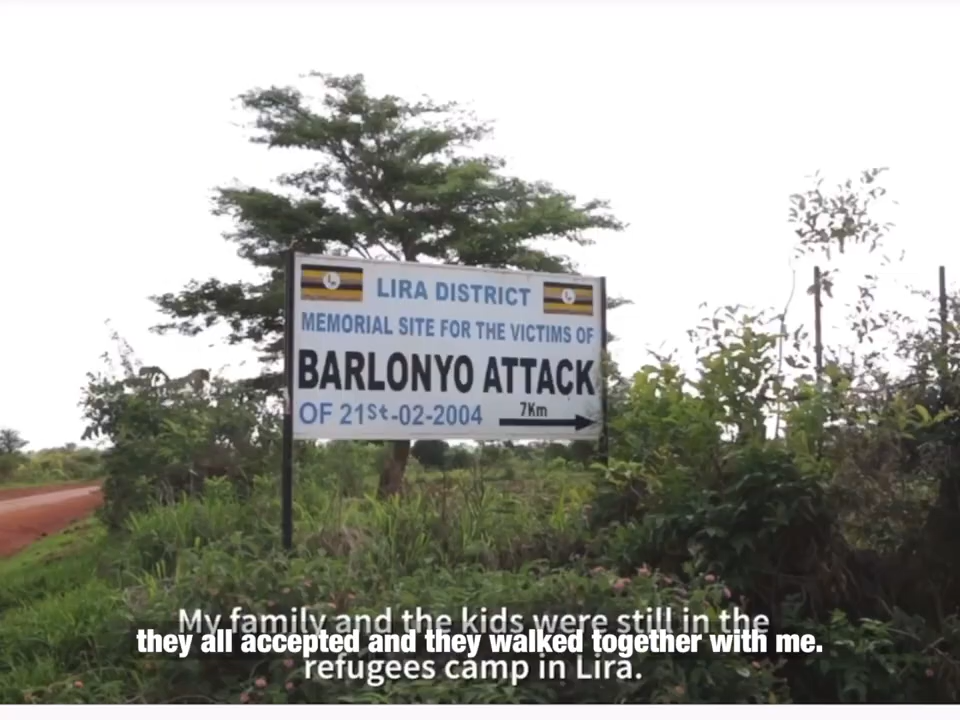 LIRA DISTRICT
MEMORIAL SITE FOR THE VICTIMS OF
BARLONYO ATTACK
OF 21St-02-2004
7Km
My family and the kids were still in the
they all accepted and they walked together with me.
refugees camp in Lira.